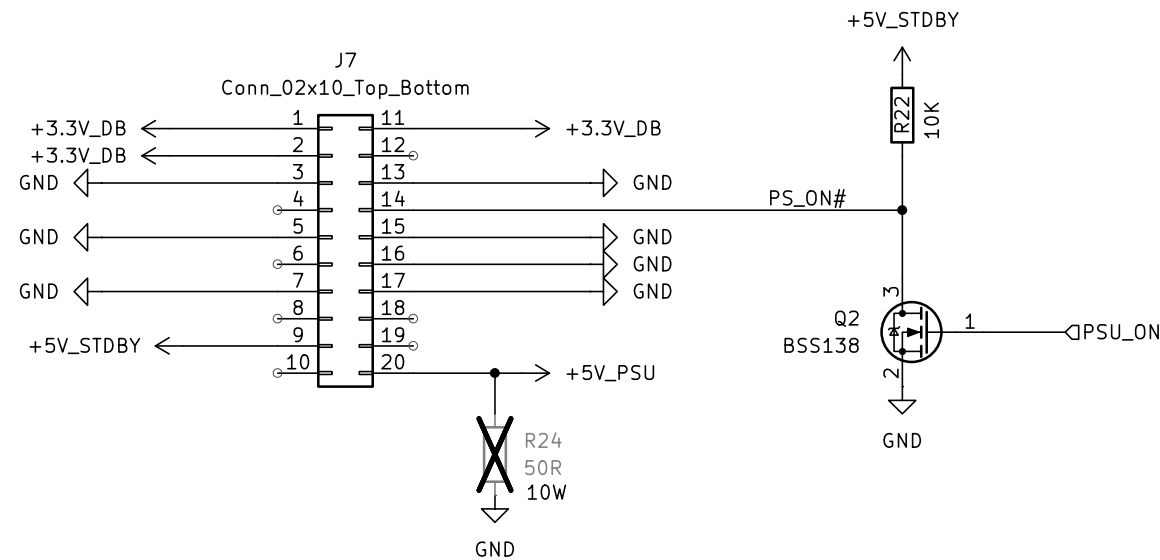 +5V_STDBY
J7
Conn_02x10_Top_Bottom
R22
10K
+3.3V_DB 1 11 +3.3V_DB
+3.3V_DB 2 12
GND 3 13 GND
4 14 PS_ON#
GND 5 15 GND
6 16 GND
GND 7 17 GND
8 18
+5V_STDBY 9 19
10 20 +5V_PSU
3
Q2
BSS138
1 PSU_ON
2
GND
R24
50R
10W
GND